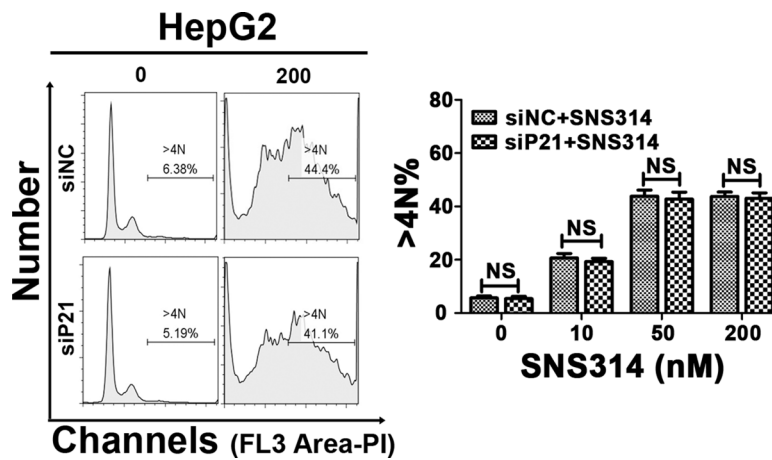 HepG2
0 200
Number
siNC
>4N
6.38%
>4N
44.4%
siP21
>4N
5.19%
>4N
41.1%
Channels (FL3 Area-PI)
>4N%
80
60
40
20
0
siNC+SNS314
siP21+SNS314
NS
NS
NS
NS
0 10 50 200
SNS314 (nM)